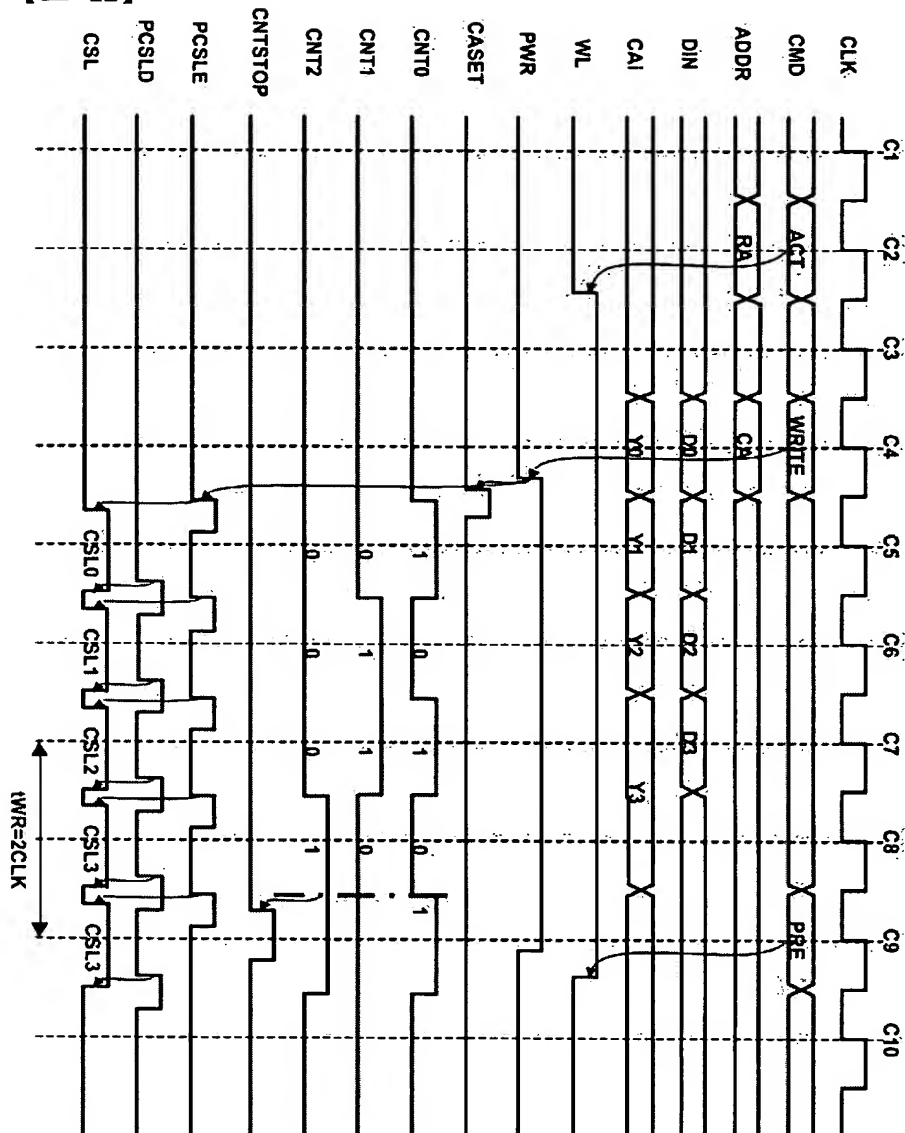 CLK
CMD
ADDR
DIN
CAI
WL
PWR
CASET
CNT0
CNT1
CNT2
CNTSTOP
PCSLE
PCSLD
CSL
C1 C2 C3 C4 C5 C6 C7 C8 C9 C10
ACT WRITE PRE
RA CA
D0 D1 D2 D3
Y0 Y1 Y2 Y3
1 0 1 0 1
0 1 1 0
0 0 0 1
CSL0 CSL1 CSL2 CSL3 CSL3
tWR=2CLK